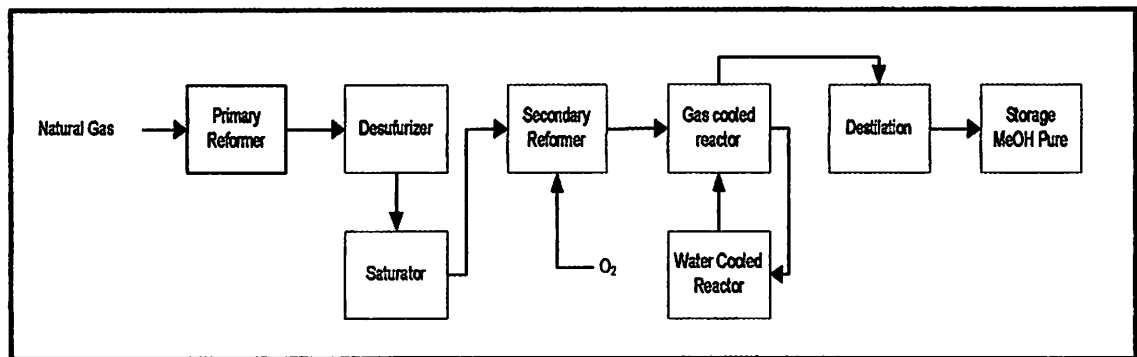 Natural Gas
Primary
Reformer
Desufurizer
Saturator
Secondary
Reformer
O₂
Gas cooled
reactor
Water Cooled
Reactor
Destilation
Storage
MeOH Pure